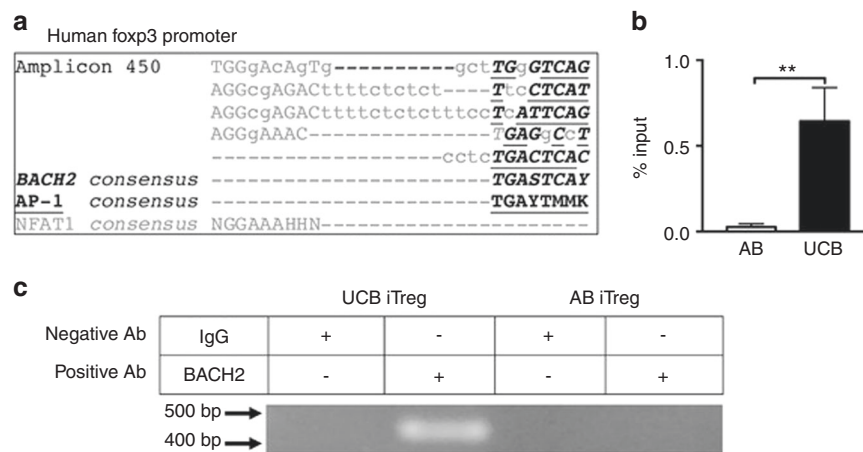 a
Human foxp3 promoter
Amplicon 450 TGGgAcAgTg----------gctTGgGTCAG
AGGcgAGACttttctctct----TtcCTCAT
AGGcgAGACttttctctctttccTcATTCAG
AGGgAAAC---------------TGAGgCcT
-------------------cctcTGACTCAC
BACH2 consensus -----------------------TGASTCAY
AP-1 consensus -----------------------TGAYTMMK
NFAT1 consensus NGGAAAHHN----------------------
b
**
% input
1.0
0.5
0.0
AB UCB
c
UCB iTreg AB iTreg
Negative Ab IgG + - + -
Positive Ab BACH2 - + - +
500 bp
400 bp